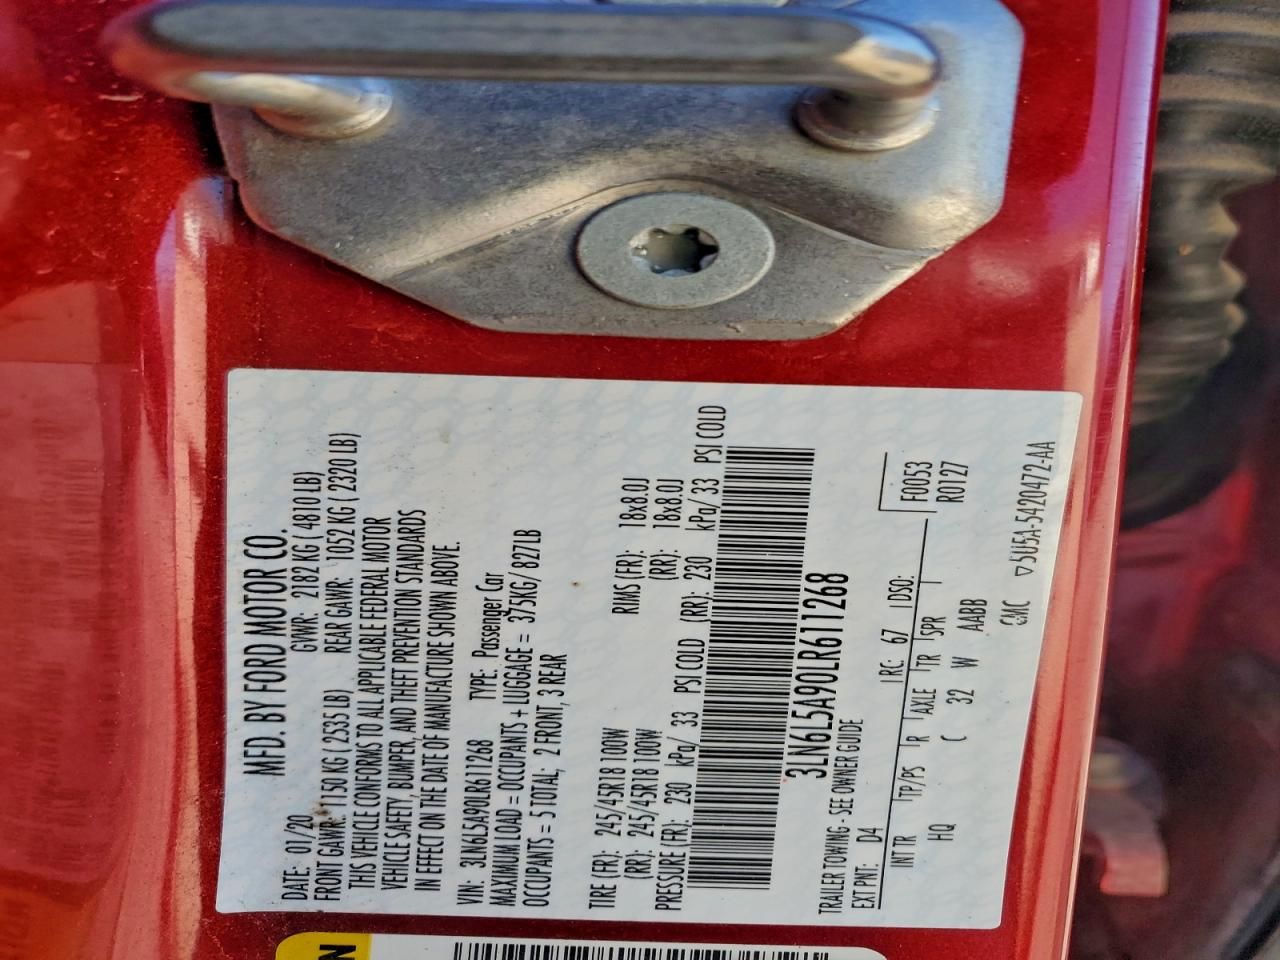 MFD. BY FORD MOTOR CO.
DATE: 01/20 GVWR: 2182 KG ( 4810 LB)
FRONT GAWR: 1150 KG ( 2535 LB) REAR GAWR: 1052 KG ( 2320 LB)
THIS VEHICLE CONFORMS TO ALL APPLICABLE FEDERAL MOTOR
VEHICLE SAFETY, BUMPER, AND THEFT PREVENTION STANDARDS
IN EFFECT ON THE DATE OF MANUFACTURE SHOWN ABOVE.
VIN: 3LN6L5A90LR611268 TYPE: Passenger Car
MAXIMUM LOAD = OCCUPANTS + LUGGAGE = 375KG/ 827LB
OCCUPANTS = 5 TOTAL, 2 FRONT, 3 REAR
TIRE (FR): 245/45R18 100W RIMS (FR): 18x8.0J
(RR): 245/45R18 100W (RR): 18x8.0J
PRESSURE (FR): 230 kPa/ 33 PSI COLD (RR): 230 kPa/ 33 PSI COLD
3LN6L5A90LR611268
TRAILER TOWING - SEE OWNER GUIDE
EXT PNT: D4 RC: 67 DSO: F0053
INT TR TP/PS R AXLE TR SPR R0127
HQ C 32 W AABB
GMC ▽5U5A-5420472-AA
N